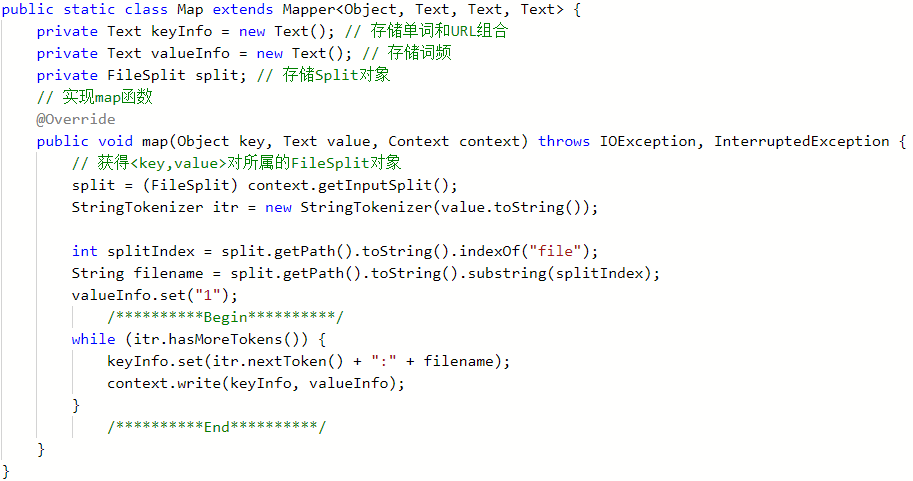 public static class Map extends Mapper<Object, Text, Text, Text> {
    private Text keyInfo = new Text(); // 存储单词和URL组合
    private Text valueInfo = new Text(); // 存储词频
    private FileSplit split; // 存储Split对象
    // 实现map函数
    @Override
    public void map(Object key, Text value, Context context) throws IOException, InterruptedException {
        // 获得<key,value>对所属的FileSplit对象
        split = (FileSplit) context.getInputSplit();
        StringTokenizer itr = new StringTokenizer(value.toString());

        int splitIndex = split.getPath().toString().indexOf("file");
        String filename = split.getPath().toString().substring(splitIndex);
        valueInfo.set("1");
            /**********Begin**********/
        while (itr.hasMoreTokens()) {
            keyInfo.set(itr.nextToken() + ":" + filename);
            context.write(keyInfo, valueInfo);
        }
            /**********End**********/
    }
}